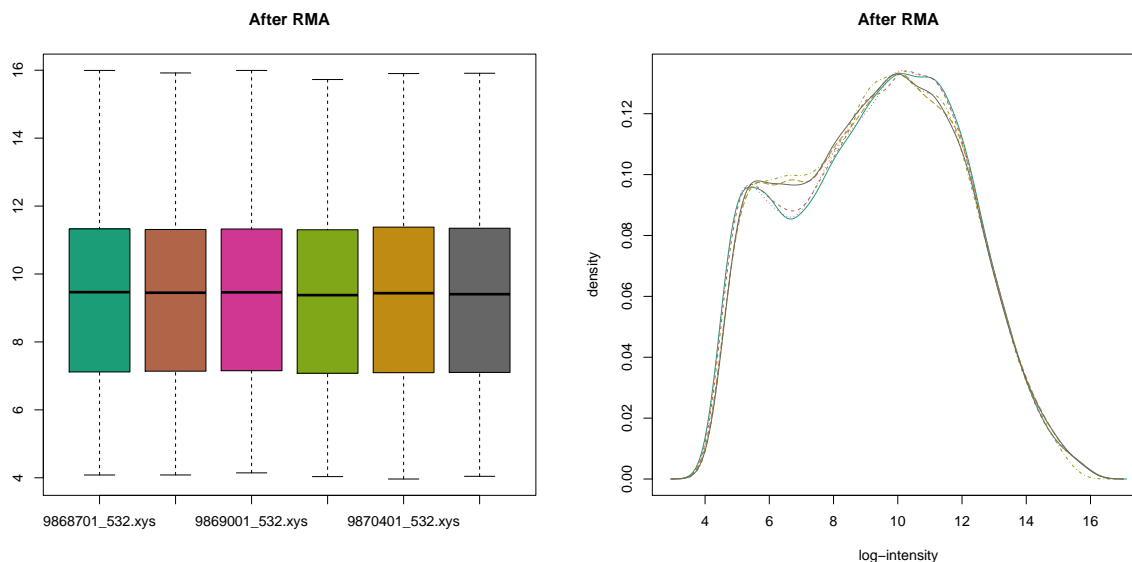 After RMA
16
14
12
10
8
6
4
9868701_532.xys 9869001_532.xys 9870401_532.xys
After RMA
density
0.12
0.10
0.08
0.06
0.04
0.02
0.00
4 6 8 10 12 14 16
log−intensity